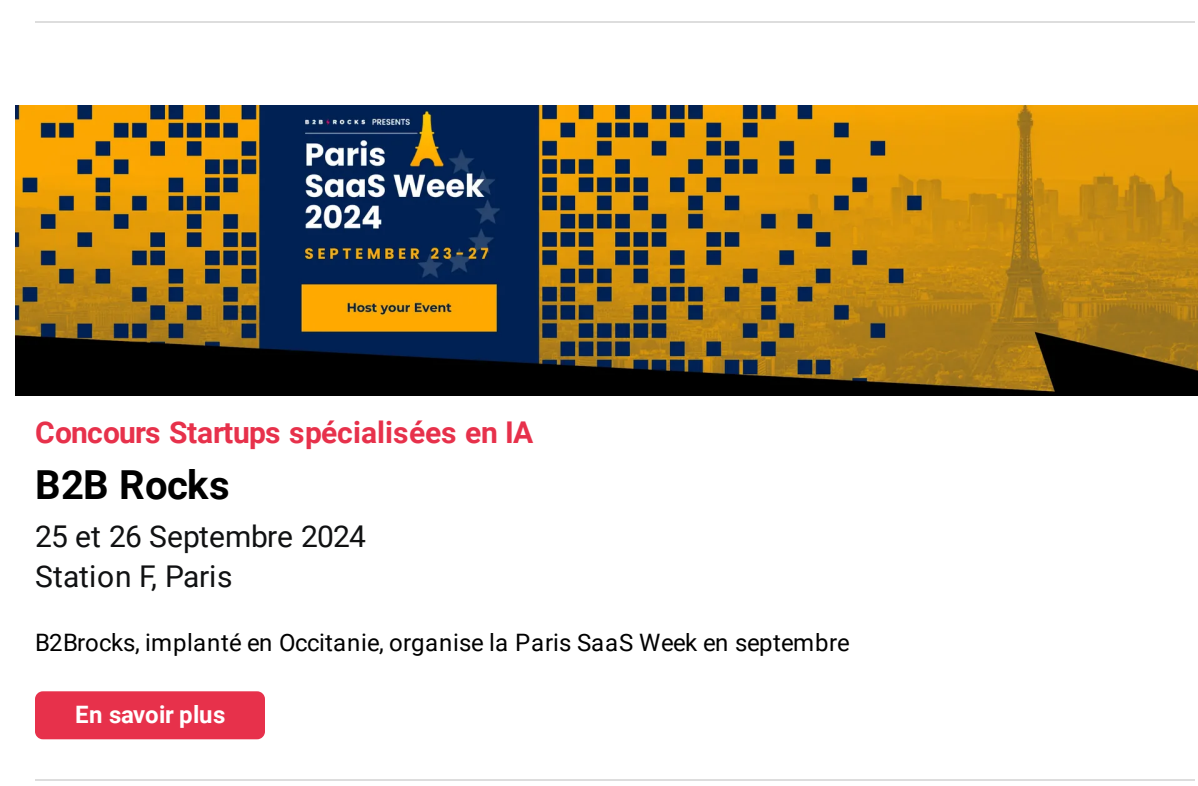 B2B ROCKS PRESENTS
Paris
SaaS Week
2024
SEPTEMBER 23-27
Host your Event
Concours Startups spécialisées en IA
B2B Rocks
25 et 26 Septembre 2024
Station F, Paris
B2Brocks, implanté en Occitanie, organise la Paris SaaS Week en septembre
En savoir plus